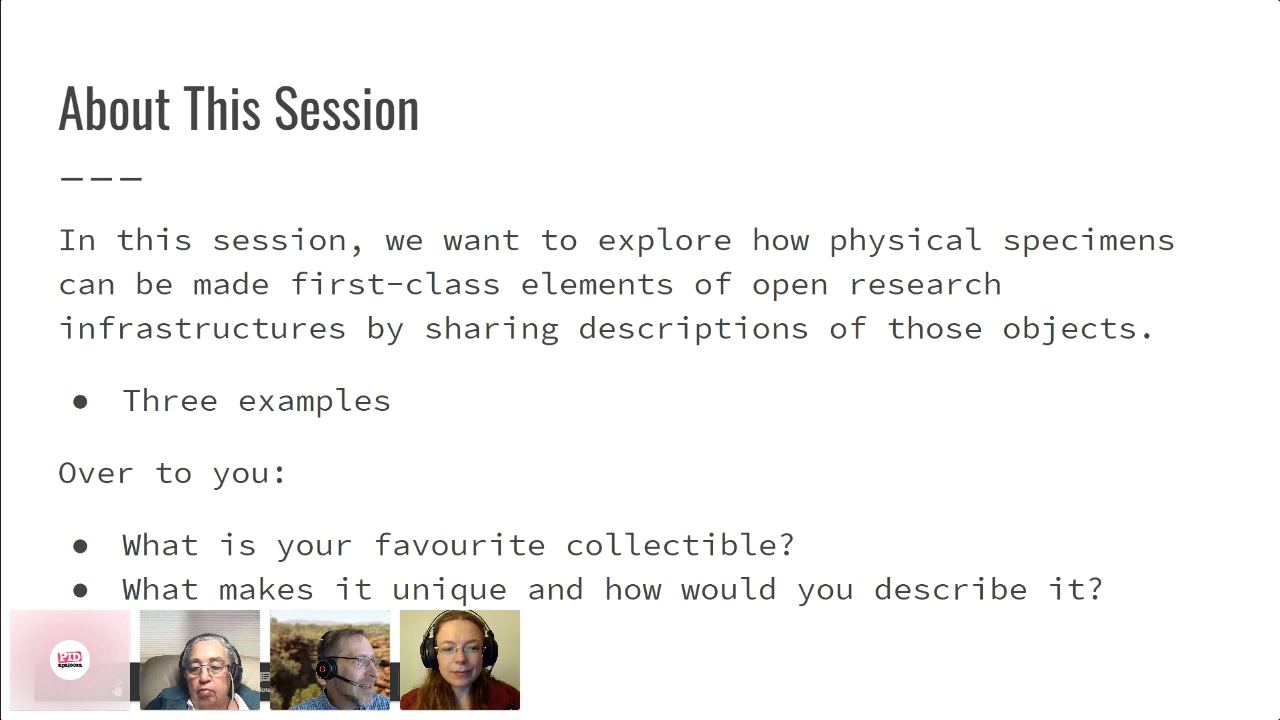 About This Session
In this session, we want to explore how physical specimens
can be made first-class elements of open research
infrastructures by sharing descriptions of those objects.
● Three examples
Over to you:
● What is your favourite collectible?
● What makes it unique and how would you describe it?
PID
apalooza